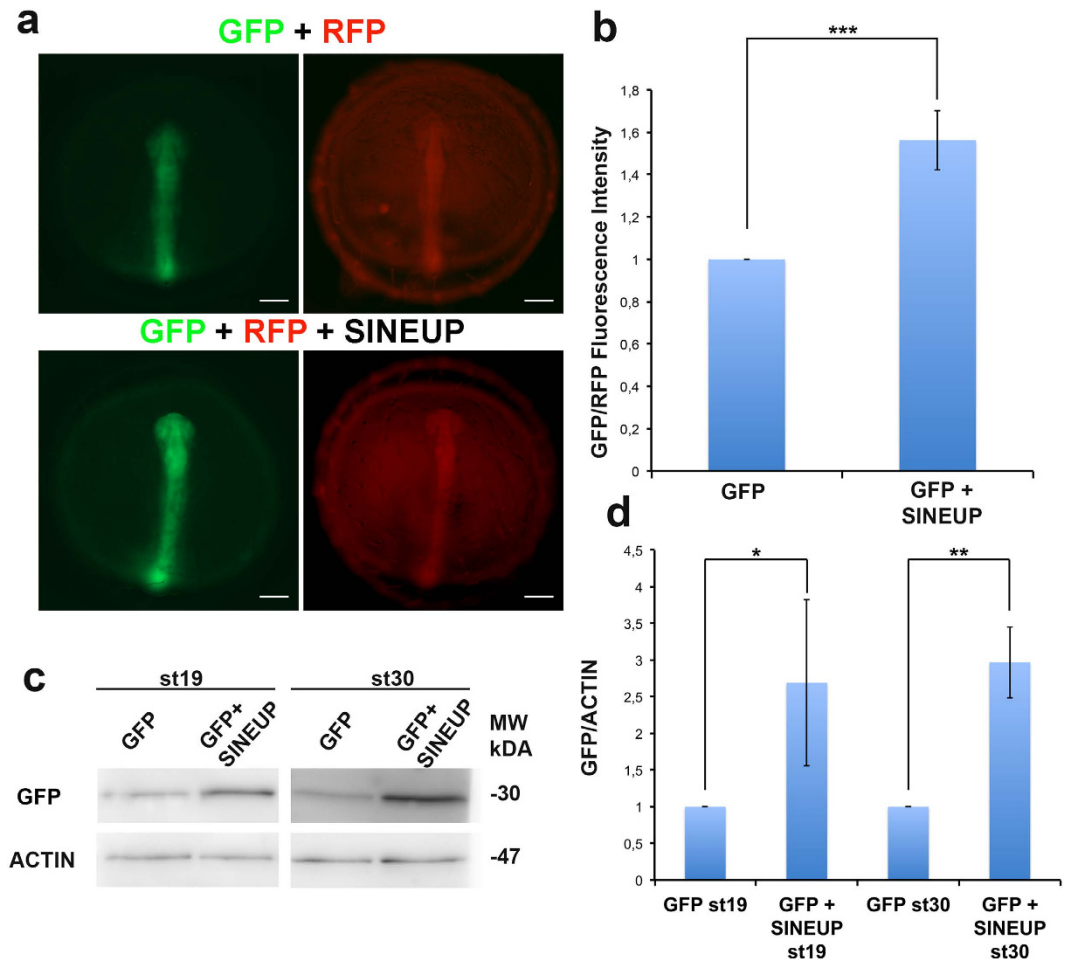 a
GFP + RFP
GFP + RFP + SINEUP
b
***
GFP/RFP Fluorescence Intensity
1,8
1,6
1,4
1,2
1
0,8
0,6
0,4
0,2
0
GFP
GFP +
SINEUP
c
st19
st30
GFP
GFP+
SINEUP
GFP
GFP+
SINEUP
MW
kDA
GFP
-30
ACTIN
-47
d
*
**
GFP/ACTIN
4,5
4
3,5
3
2,5
2
1,5
1
0,5
0
GFP st19
GFP +
SINEUP
st19
GFP st30
GFP +
SINEUP
st30